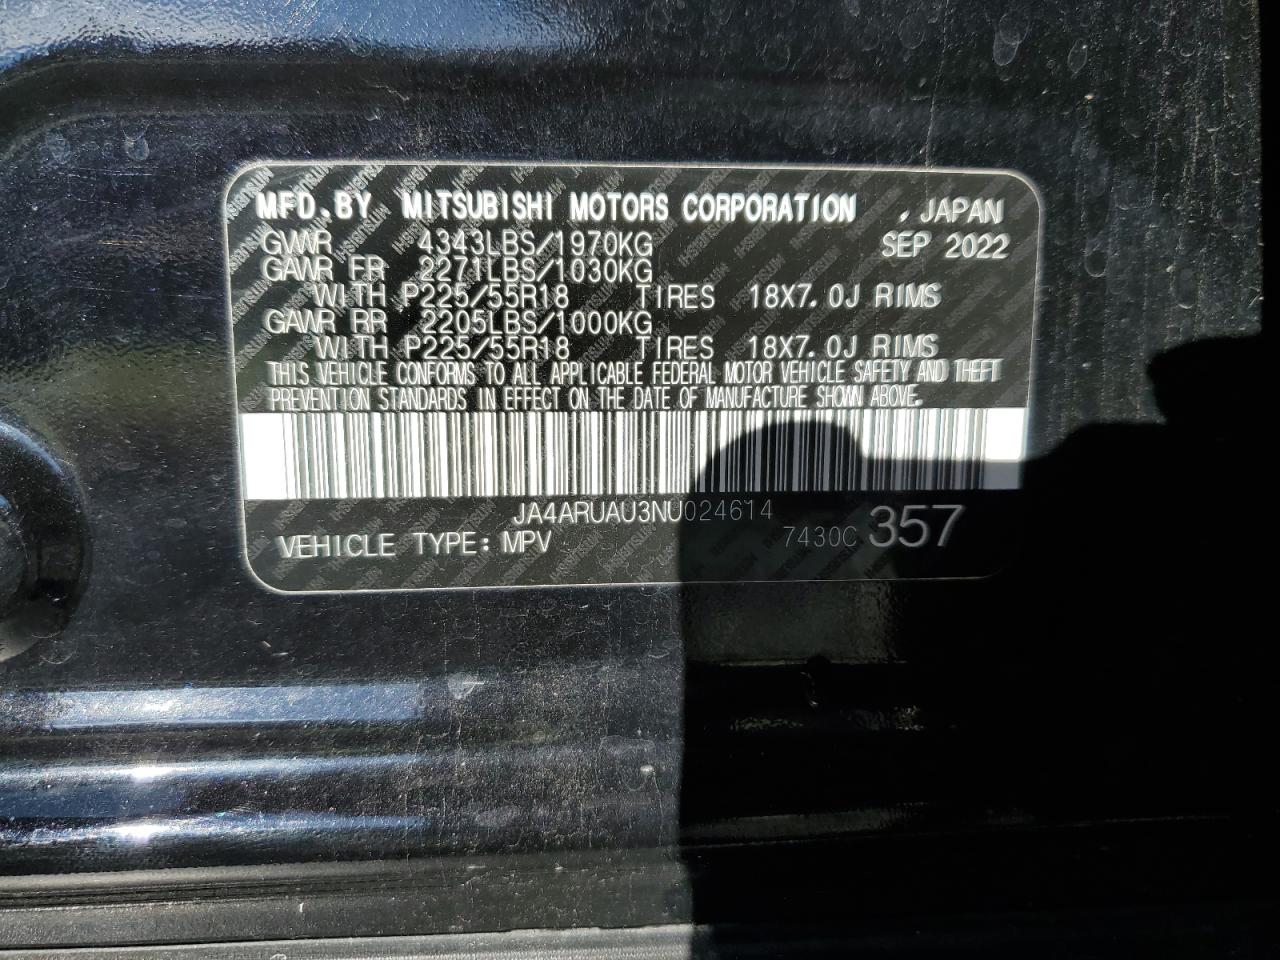 MFD.BY MITSUBISHI MOTORS CORPORATION , JAPAN
GVWR 4343LBS/1970KG SEP 2022
GAWR FR 2271LBS/1030KG
WITH P225/55R18 TIRES 18X7.0J RIMS
GAWR RR 2205LBS/1000KG
WITH P225/55R18 TIRES 18X7.0J RIMS
THIS VEHICLE CONFORMS TO ALL APPLICABLE FEDERAL MOTOR VEHICLE SAFETY AND THEFT
PREVENTION STANDARDS IN EFFECT ON THE DATE OF MANUFACTURE SHOWN ABOVE.
JA4ARUAU3NU024614
VEHICLE TYPE: MPV 7430C 357